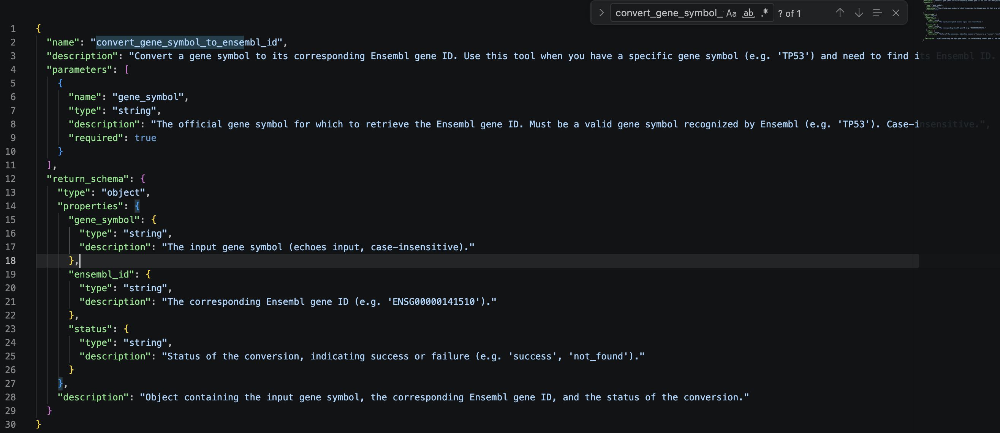 convert_gene_symbol_ Aa ab .* ? of 1
1 {
2 "name": "convert_gene_symbol_to_ensembl_id",
3 "description": "Convert a gene symbol to its corresponding Ensembl gene ID. Use this tool when you have a specific gene symbol (e.g. 'TP53') and need to find its Ensembl ID.
4 "parameters": [
5 {
6 "name": "gene_symbol",
7 "type": "string",
8 "description": "The official gene symbol for which to retrieve the Ensembl gene ID. Must be a valid gene symbol recognized by Ensembl (e.g. 'TP53'). Case-insensitive.",
9 "required": true
10 }
11 ],
12 "return_schema": {
13 "type": "object",
14 "properties": {
15 "gene_symbol": {
16 "type": "string",
17 "description": "The input gene symbol (echoes input, case-insensitive)."
18 },
19 "ensembl_id": {
20 "type": "string",
21 "description": "The corresponding Ensembl gene ID (e.g. 'ENSG00000141510')."
22 },
23 "status": {
24 "type": "string",
25 "description": "Status of the conversion, indicating success or failure (e.g. 'success', 'not_found')."
26 }
27 },
28 "description": "Object containing the input gene symbol, the corresponding Ensembl gene ID, and the status of the conversion."
29 }
30 }